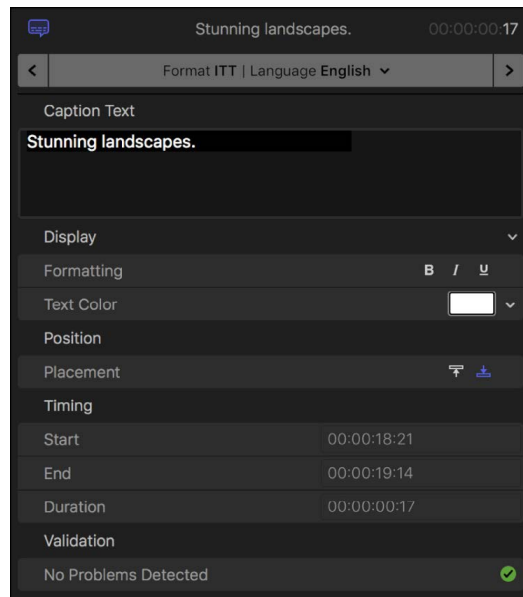 Stunning landscapes. 00:00:00:17
Format ITT | Language English
Caption Text
Stunning landscapes.
Display
Formatting B I U
Text Color
Position
Placement
Timing
Start 00:00:18:21
End 00:00:19:14
Duration 00:00:00:17
Validation
No Problems Detected